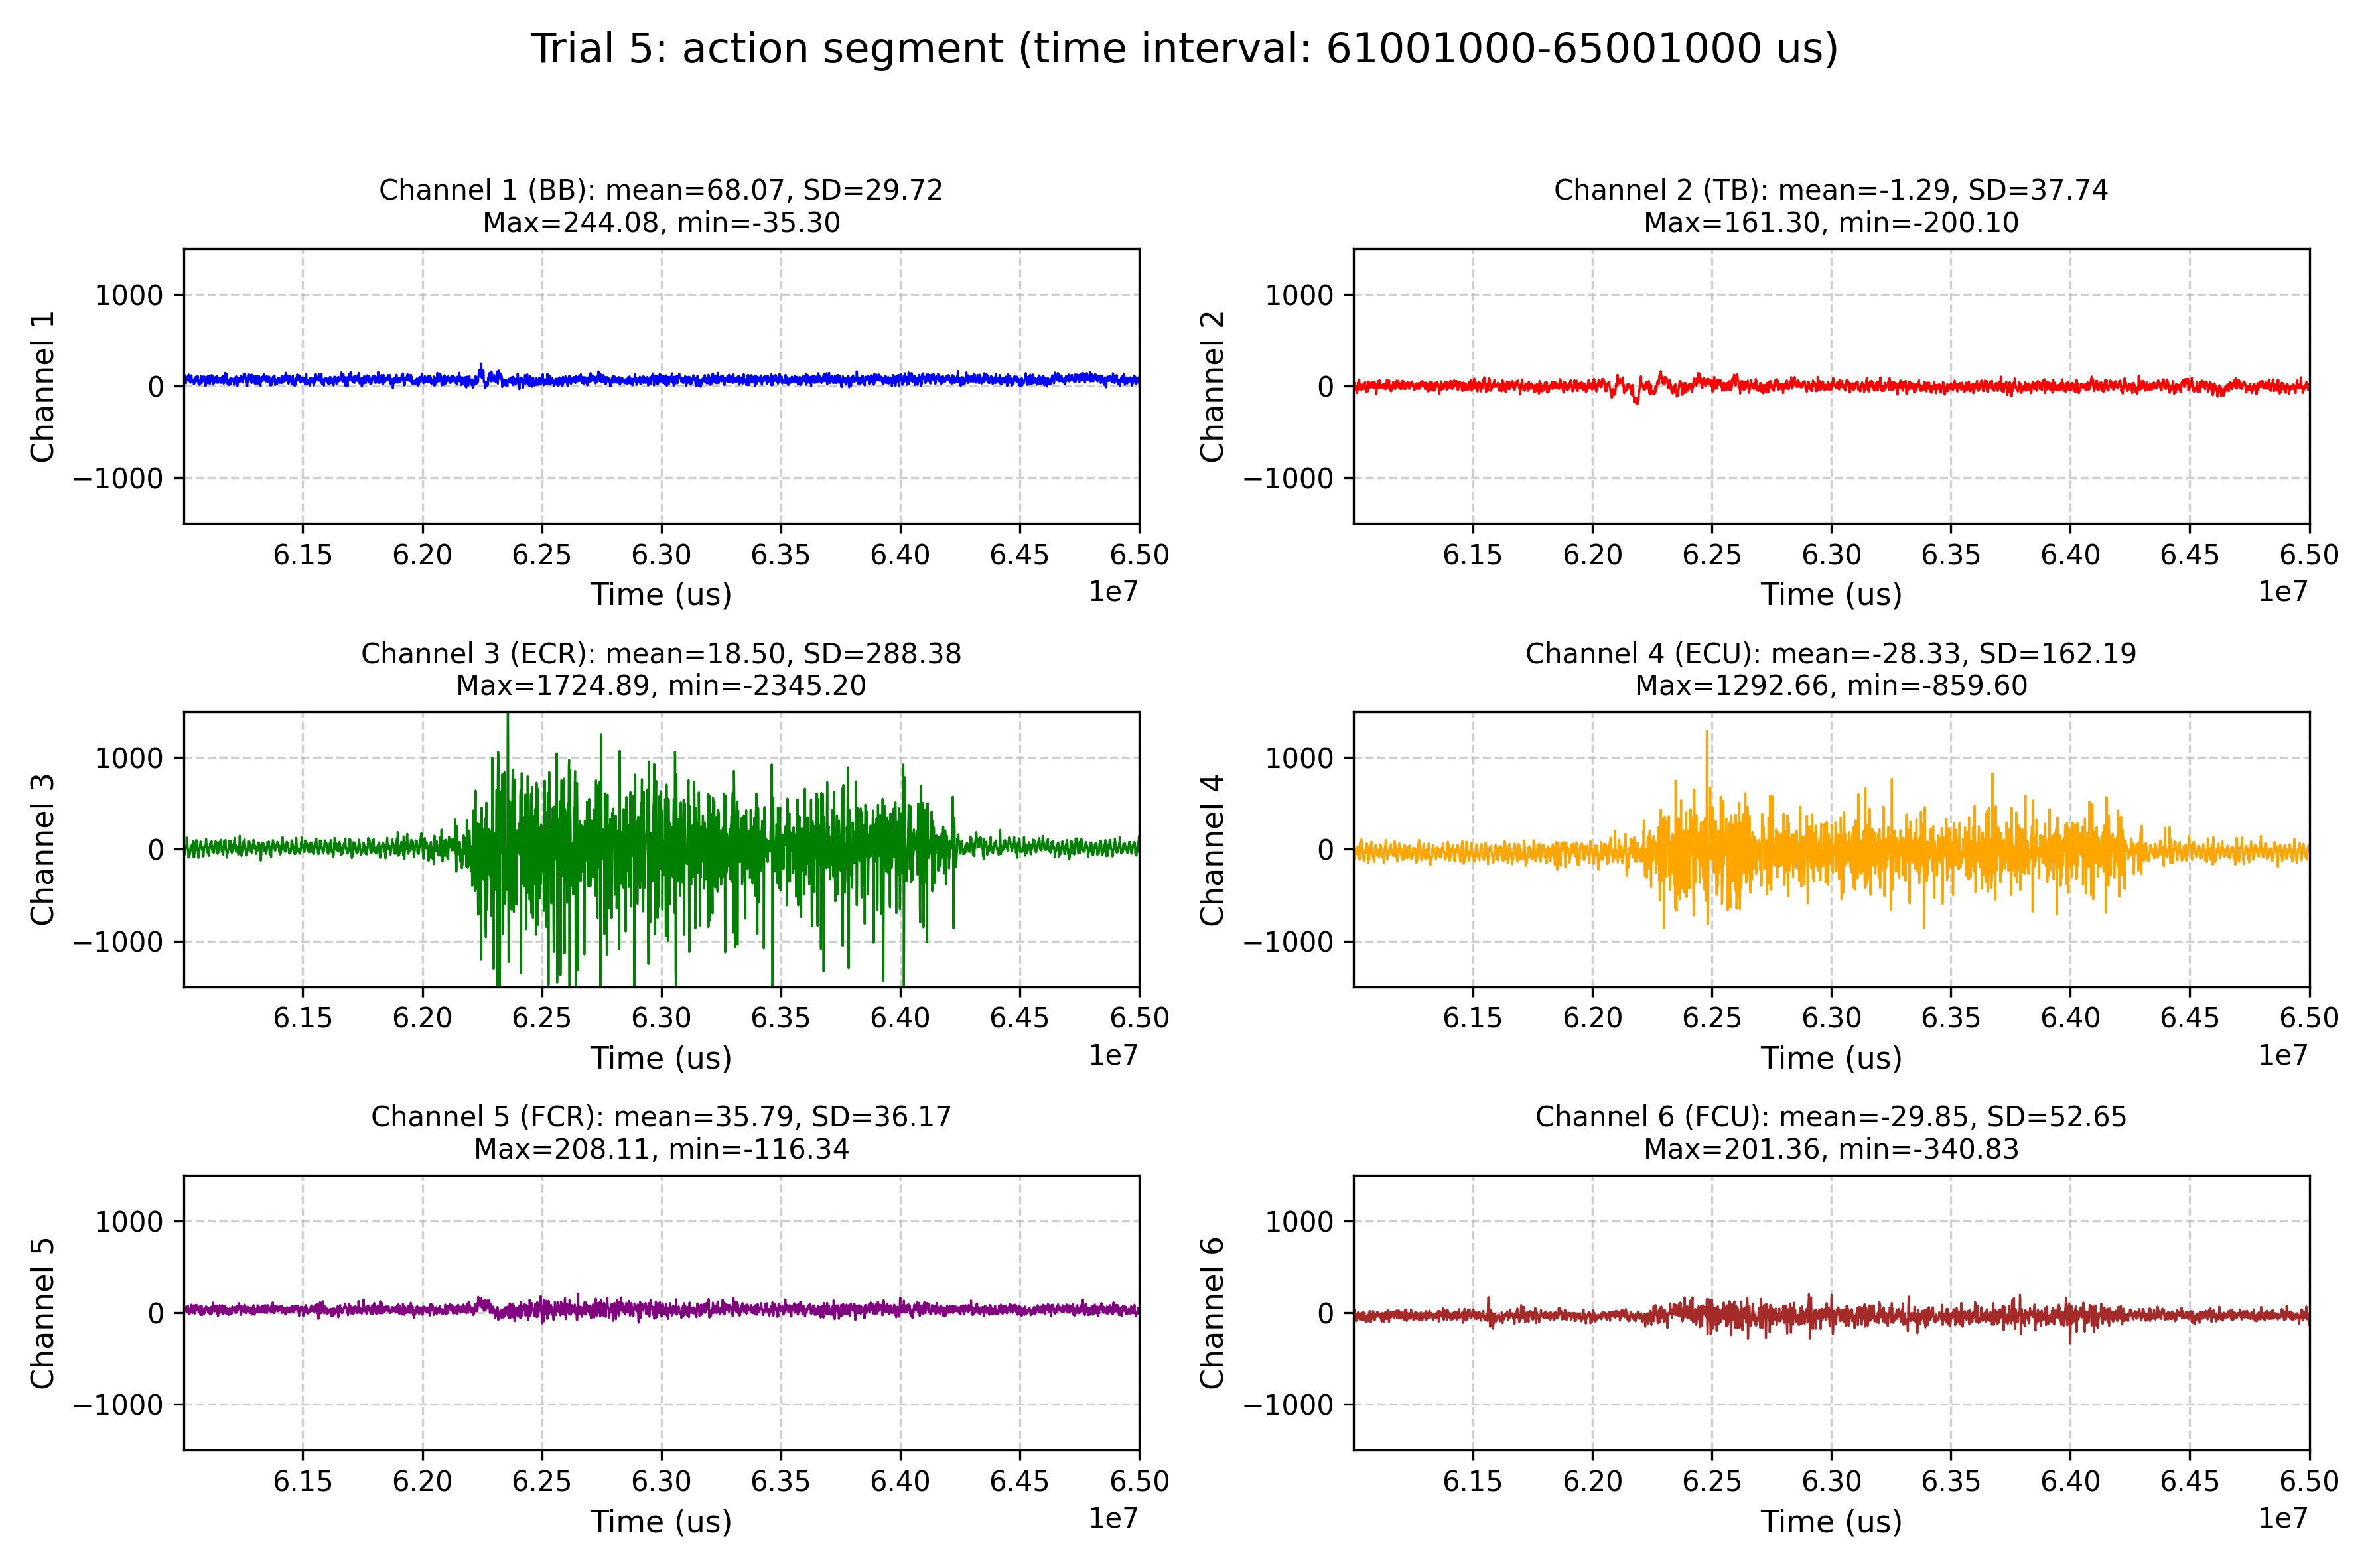 Trial 5: action segment (time interval: 61001000-65001000 us)
Channel 1 (BB): mean=68.07, SD=29.72
Max=244.08, min=-35.30
Channel 1
1000
0
−1000
6.15 6.20 6.25 6.30 6.35 6.40 6.45 6.50
Time (us)
1e7
Channel 2 (TB): mean=-1.29, SD=37.74
Max=161.30, min=-200.10
Channel 2
1000
0
−1000
6.15 6.20 6.25 6.30 6.35 6.40 6.45 6.50
Time (us)
1e7
Channel 3 (ECR): mean=18.50, SD=288.38
Max=1724.89, min=-2345.20
Channel 3
1000
0
−1000
6.15 6.20 6.25 6.30 6.35 6.40 6.45 6.50
Time (us)
1e7
Channel 4 (ECU): mean=-28.33, SD=162.19
Max=1292.66, min=-859.60
Channel 4
1000
0
−1000
6.15 6.20 6.25 6.30 6.35 6.40 6.45 6.50
Time (us)
1e7
Channel 5 (FCR): mean=35.79, SD=36.17
Max=208.11, min=-116.34
Channel 5
1000
0
−1000
6.15 6.20 6.25 6.30 6.35 6.40 6.45 6.50
Time (us)
1e7
Channel 6 (FCU): mean=-29.85, SD=52.65
Max=201.36, min=-340.83
Channel 6
1000
0
−1000
6.15 6.20 6.25 6.30 6.35 6.40 6.45 6.50
Time (us)
1e7